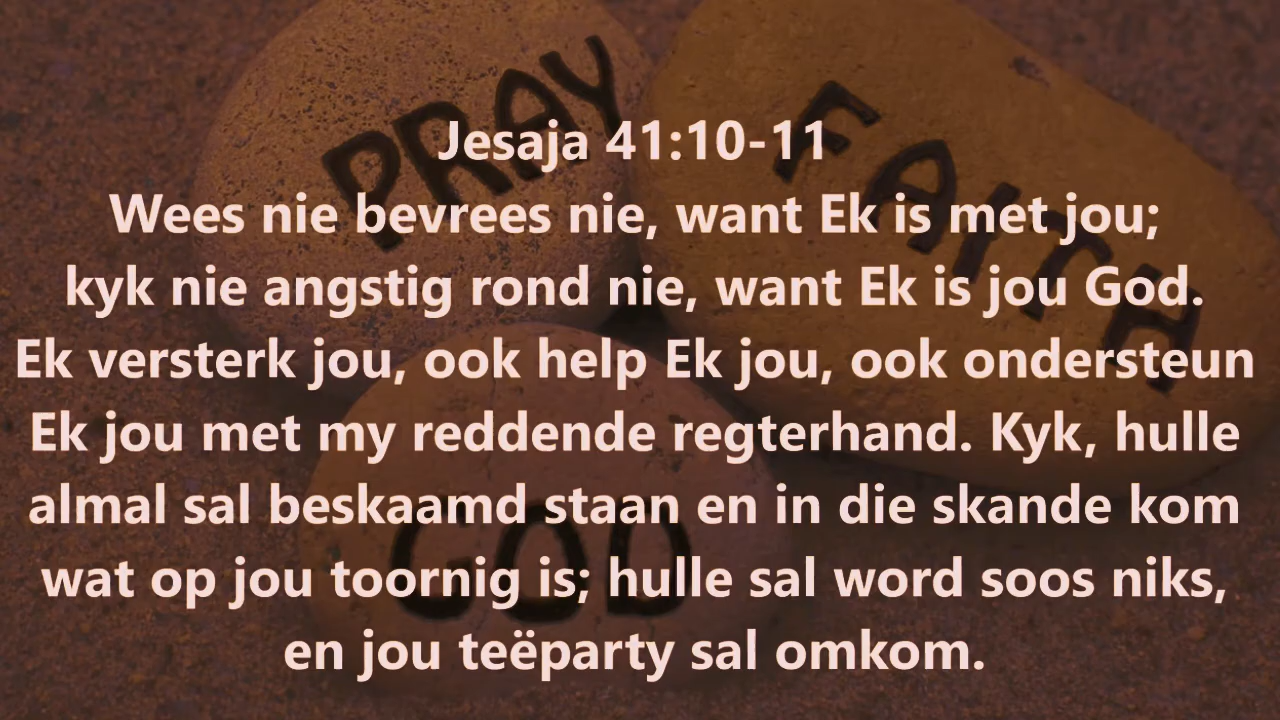 PRAY
FAITH
GOD
Jesaja 41:10-11
Wees nie bevrees nie, want Ek is met jou;
kyk nie angstig rond nie, want Ek is jou God.
Ek versterk jou, ook help Ek jou, ook ondersteun
Ek jou met my reddende regterhand. Kyk, hulle
almal sal beskaamd staan en in die skande kom
wat op jou toornig is; hulle sal word soos niks,
en jou teëparty sal omkom.